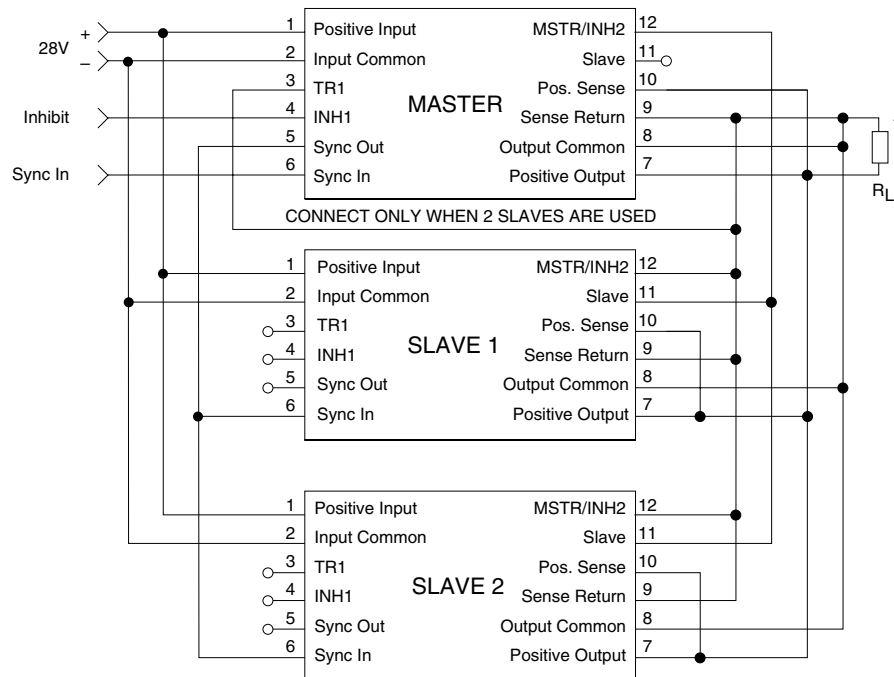 28V
+
–
Inhibit
Sync In
1 Positive Input MSTR/INH2 12
2 Input Common Slave 11
3 TR1 Pos. Sense 10
MASTER
4 INH1 Sense Return 9
5 Sync Out Output Common 8
6 Sync In Positive Output 7
RL
CONNECT ONLY WHEN 2 SLAVES ARE USED
1 Positive Input MSTR/INH2 12
2 Input Common Slave 11
3 TR1 Pos. Sense 10
SLAVE 1
4 INH1 Sense Return 9
5 Sync Out Output Common 8
6 Sync In Positive Output 7
1 Positive Input MSTR/INH2 12
2 Input Common Slave 11
3 TR1 Pos. Sense 10
SLAVE 2
4 INH1 Sense Return 9
5 Sync Out Output Common 8
6 Sync In Positive Output 7